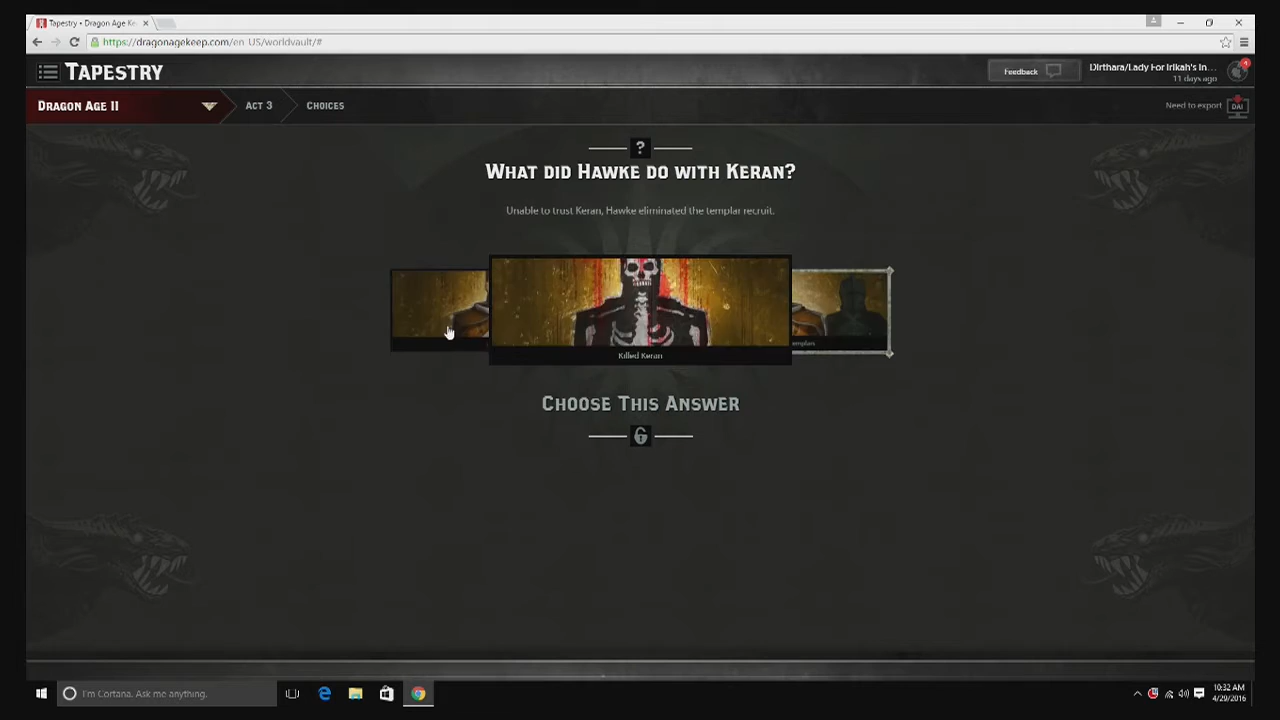 Tapestry • Dragon Age Ke
https://dragonagekeep.com/en_US/worldvault/#
TAPESTRY
Feedback
Dirthara/Lady For Irikah's In...
11 days ago
4
DRAGON AGE II
ACT 3
CHOICES
Need to export
DAI
?
WHAT DID HAWKE DO WITH KERAN?
Unable to trust Keran, Hawke eliminated the templar recruit.
Killed Keran
CHOOSE THIS ANSWER
I'm Cortana. Ask me anything.
10:32 AM
4/29/2016